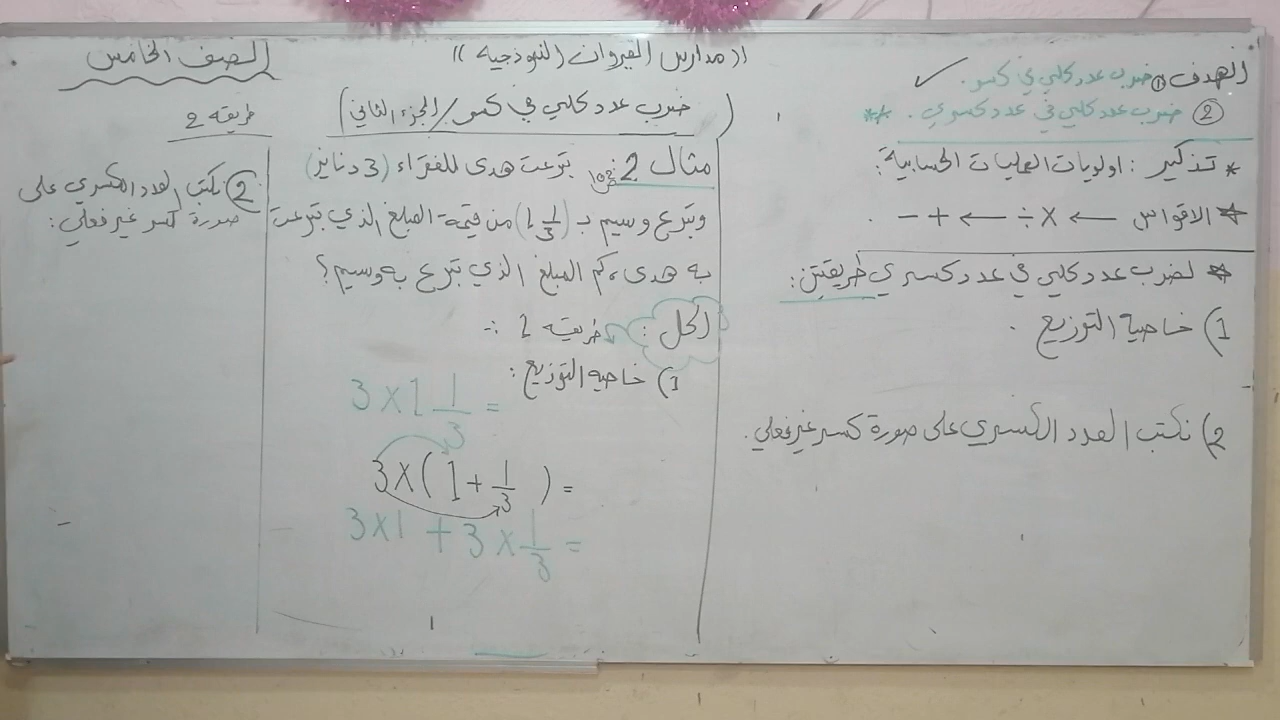 (( مدارس القيروان النموذجية ))
الصف الخامس
ضرب عدد كلي في كسر / الجزء الثاني
الهدف ① ضرب عدد كلي في كسر . ✓
② ضرب عدد كلي في عدد كسري . **
* تذكير : اولويات العمليات الحسابية :
* الاقواس ← × ÷ ← + − .
* لضرب عدد كلي في عدد كسري طريقتين :
1) خاصية التوزيع .
2) نكتب العدد الكسري على صورة كسر غير فعلي .
مثال 2 تبرعت هدى للفقراء (3 دنانير)
وتبرع وسيم بـ (1 1/3) من قيمة المبلغ الذي تبرعت
به هدى ، كم المبلغ الذي تبرع به وسيم ؟
الحل : طريقه 1 :-
1) خاصيه التوزيع :
3 × 1 1/3 =
3 × ( 1 + 1/3 ) =
3 × 1 + 3 × 1/3 =
طريقه 2
② نكتب العدد الكسري على
صورة كسر غير فعلي :